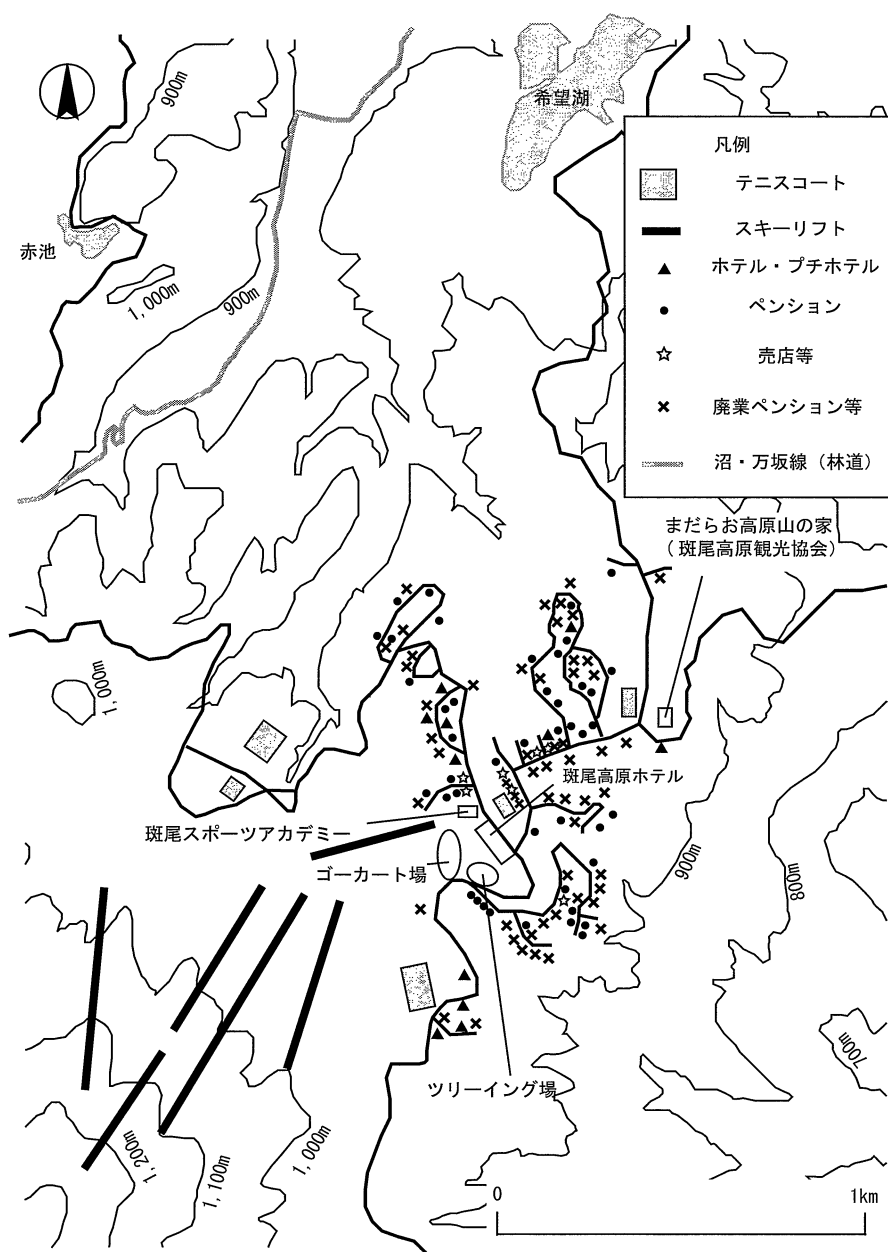 900m
希望湖
凡例
テニスコート
スキーリフト
ホテル・プチホテル
ペンション
売店等
廃業ペンション等
沼・万坂線（林道）
赤池
1,000m
900m
まだらお高原山の家
（斑尾高原観光協会）
1,000m
斑尾高原ホテル
斑尾スポーツアカデミー
ゴーカート場
900m
800m
700m
ツリーイング場
1,200m
1,100m
1,000m
0
1km